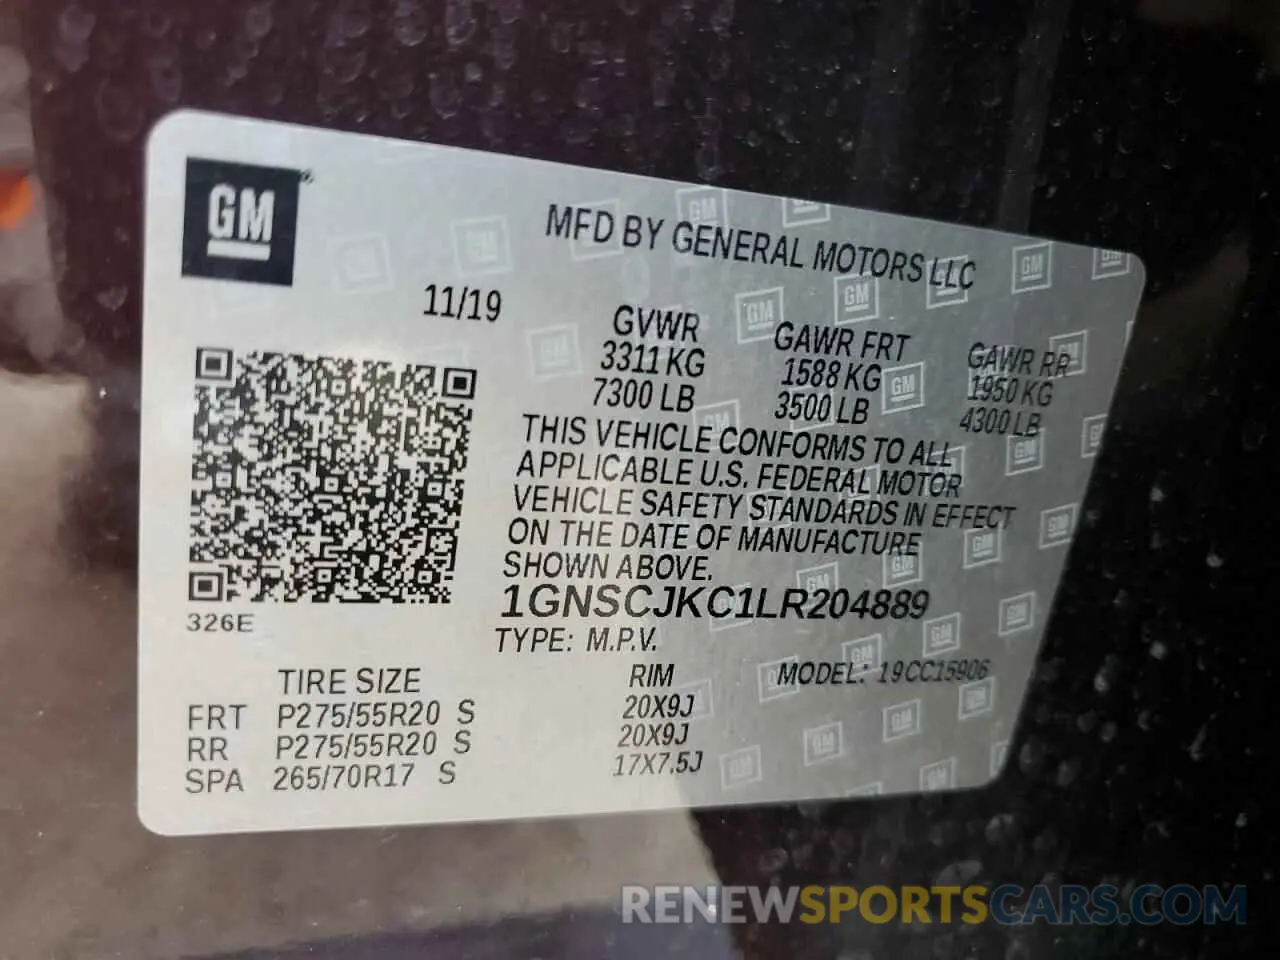 GM
MFD BY GENERAL MOTORS LLC
11/19
GVWR GAWR FRT GAWR RR
3311 KG 1588 KG 1950 KG
7300 LB 3500 LB 4300 LB
THIS VEHICLE CONFORMS TO ALL
APPLICABLE U.S. FEDERAL MOTOR
VEHICLE SAFETY STANDARDS IN EFFECT
ON THE DATE OF MANUFACTURE
SHOWN ABOVE.
1GNSCJKC1LR204889
326E
TYPE: M.P.V.
MODEL: 19CC15906
TIRE SIZE RIM
FRT P275/55R20 S 20X9J
RR P275/55R20 S 20X9J
SPA 265/70R17 S 17X7.5J
RENEWSPORTSCARS.COM